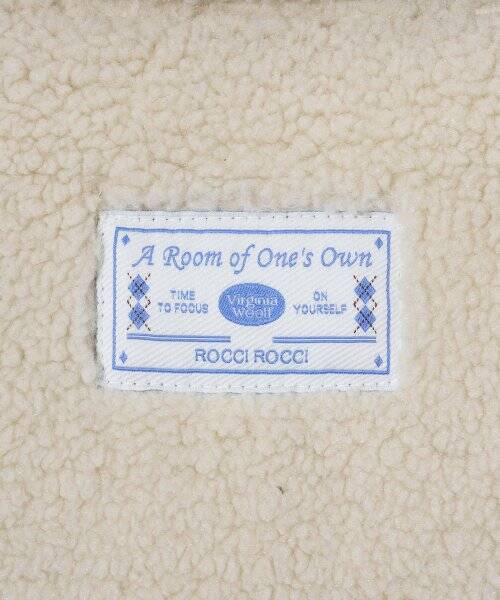 A Room of One's Own
TIME
TO FOCUS
Virginia
Woolf
ON
YOURSELF
ROCCI ROCCI